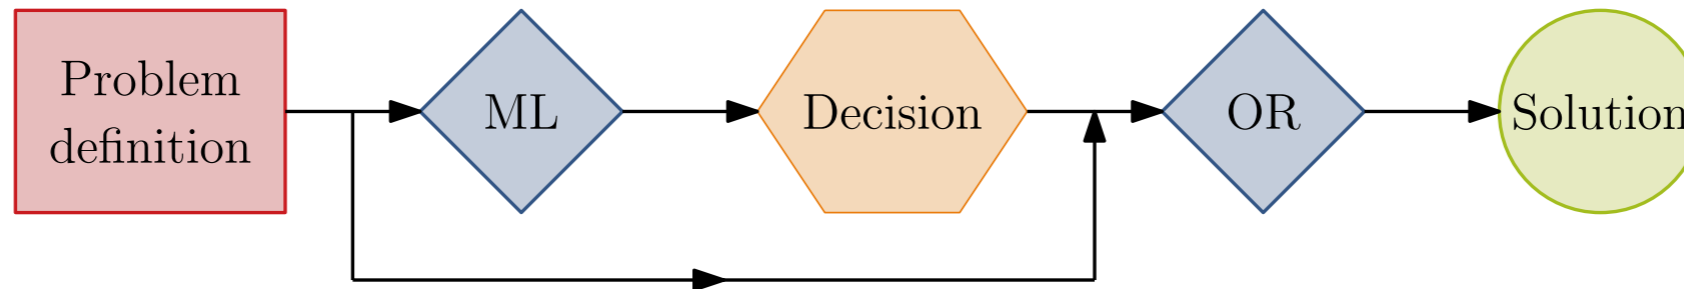 Problem
definition
ML
Decision
OR
Solution